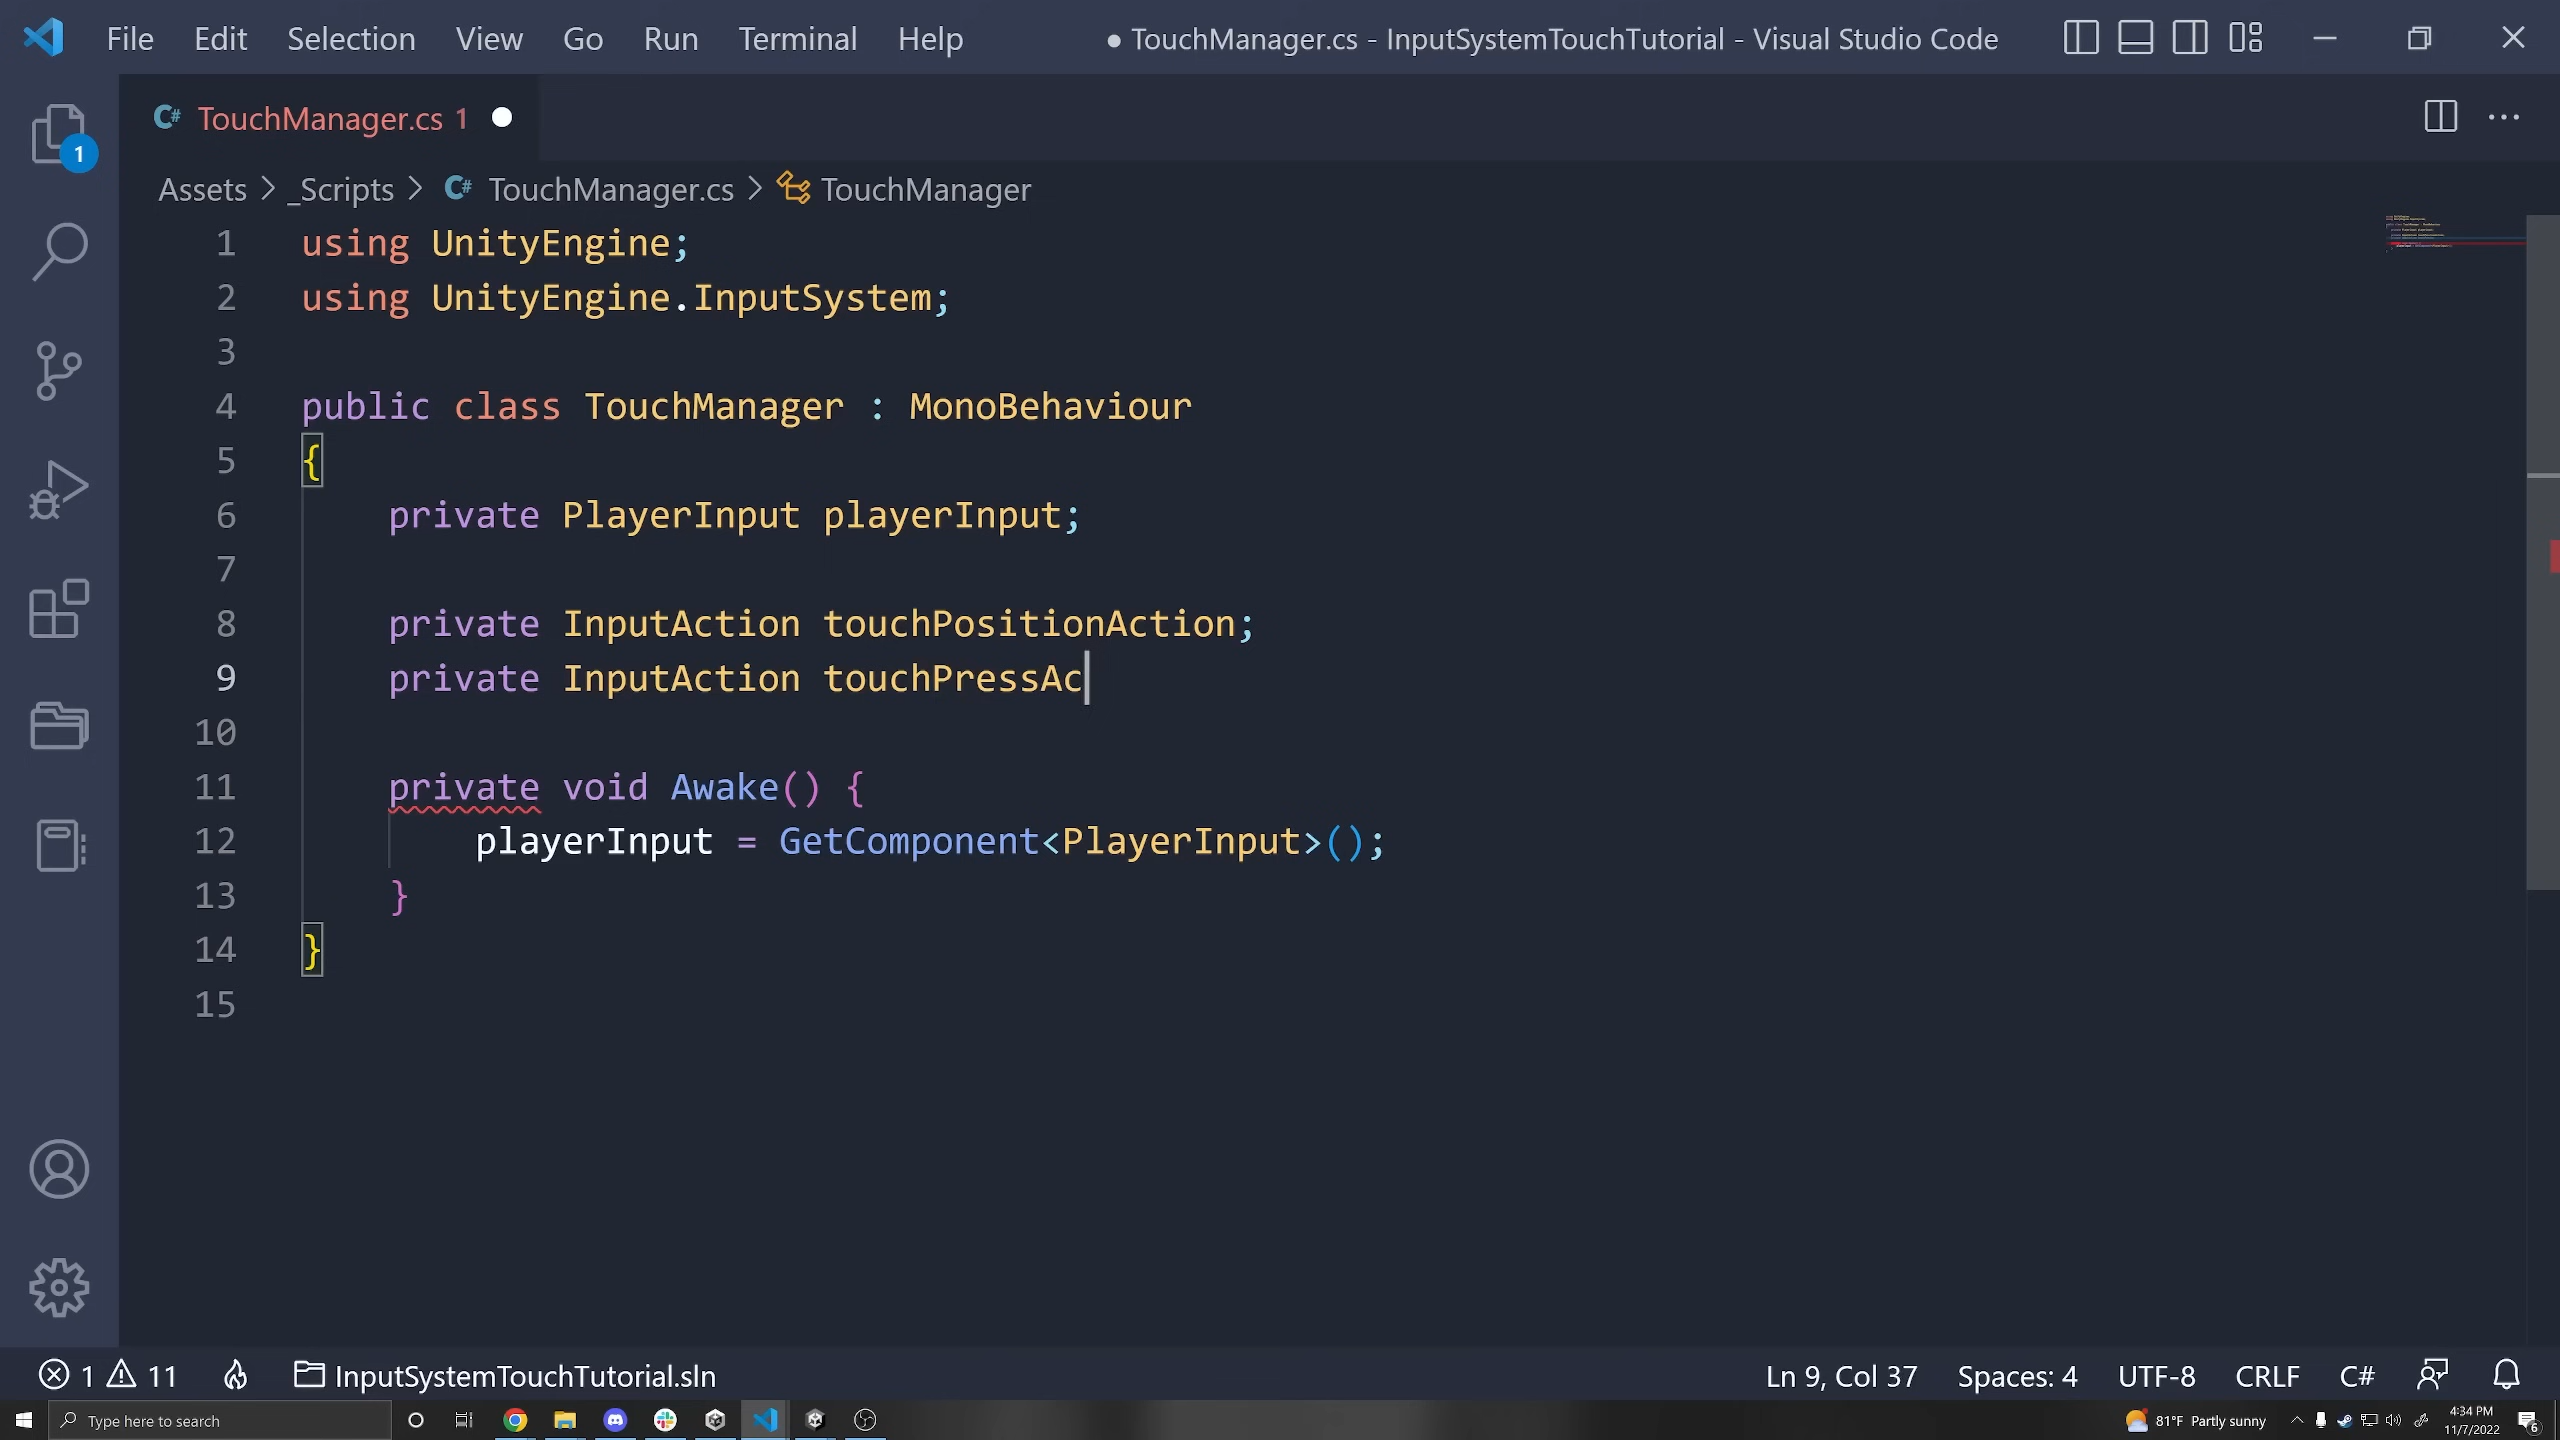 File Edit Selection View Go Run Terminal Help ● TouchManager.cs - InputSystemTouchTutorial - Visual Studio Code
C# TouchManager.cs 1
1
Assets > _Scripts > C# TouchManager.cs > TouchManager
1 using UnityEngine;
2 using UnityEngine.InputSystem;
3
4 public class TouchManager : MonoBehaviour
5 {
6 private PlayerInput playerInput;
7
8 private InputAction touchPositionAction;
9 private InputAction touchPressAc
10
11 private void Awake() {
12 playerInput = GetComponent<PlayerInput>();
13 }
14 }
15
1 11 InputSystemTouchTutorial.sln Ln 9, Col 37 Spaces: 4 UTF-8 CRLF C#
Type here to search 81°F Partly sunny 4:34 PM
11/7/2022 6